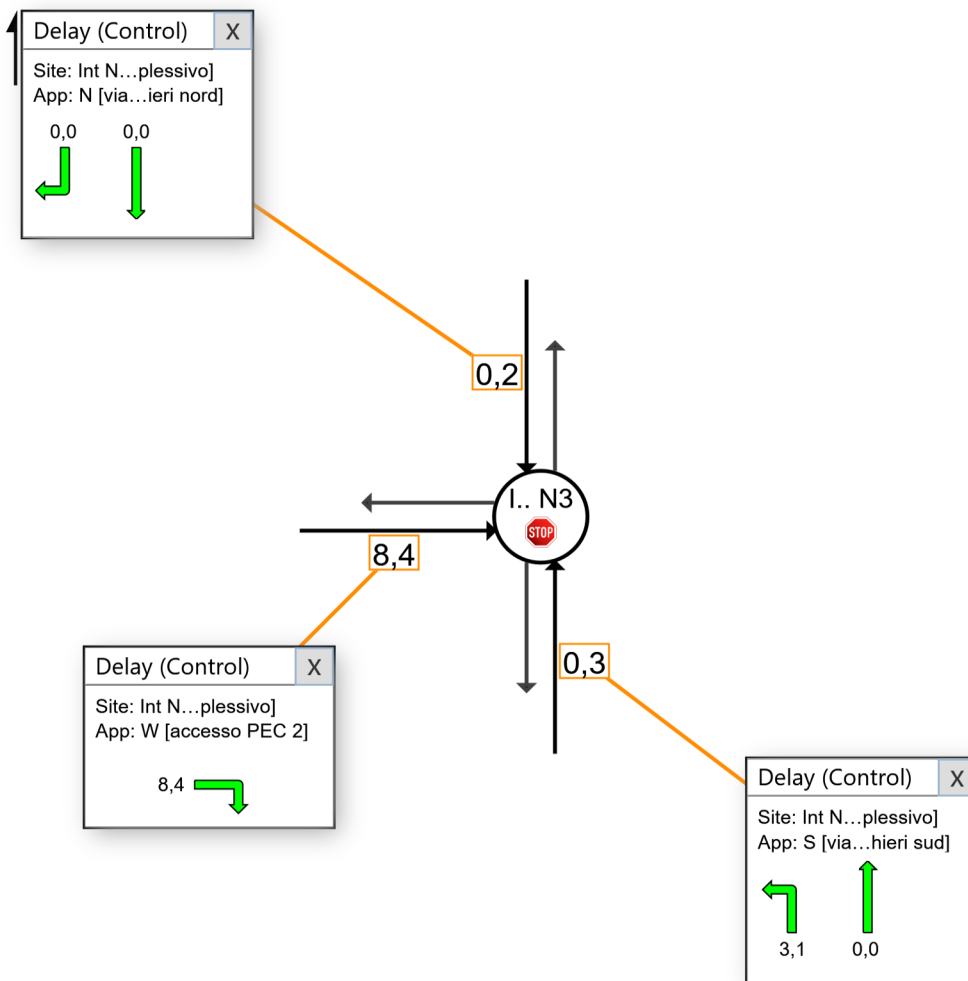 Delay (Control) X
Site: Int N...plessivo]
App: N [via...ieri nord]
0,0 0,0
0,2
I.. N3
STOP
8,4
0,3
Delay (Control) X
Site: Int N...plessivo]
App: W [accesso PEC 2]
8,4
Delay (Control) X
Site: Int N...plessivo]
App: S [via...hieri sud]
3,1 0,0